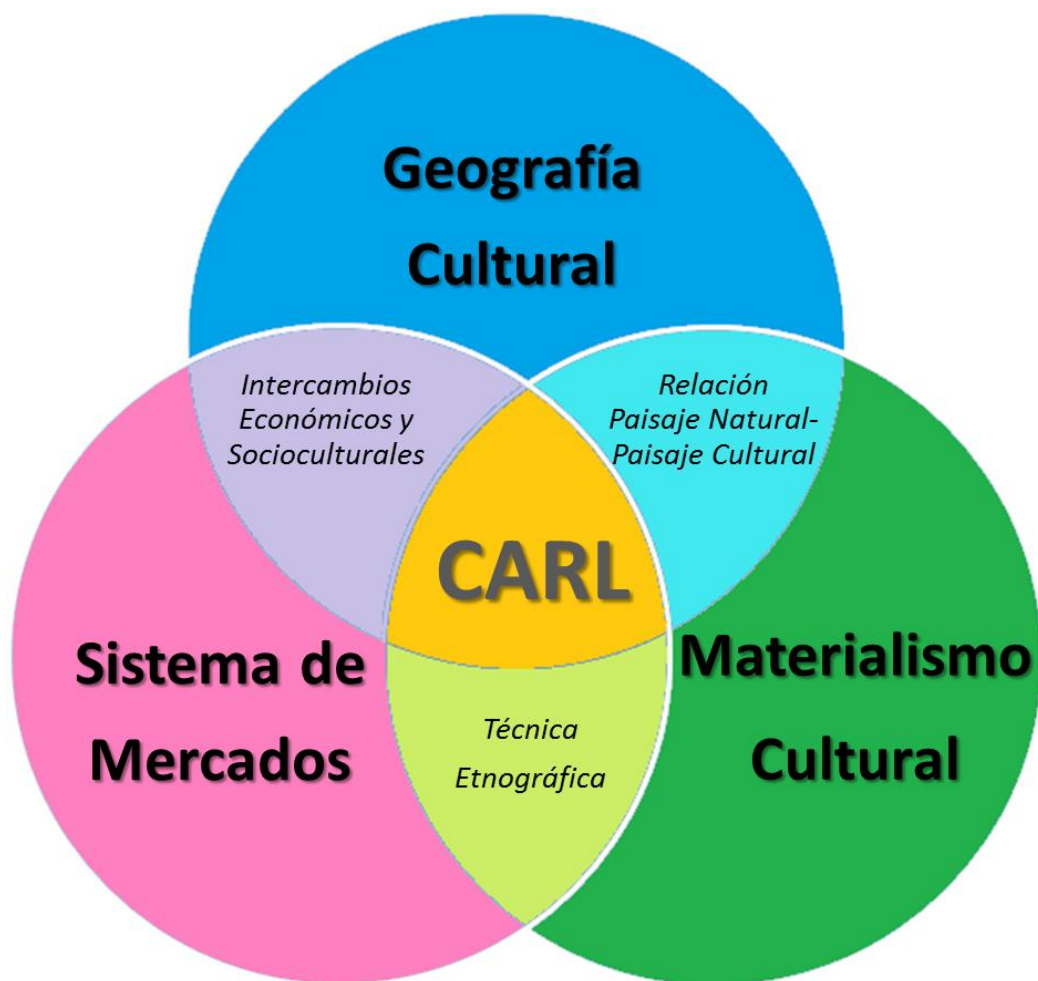 Geografía
Cultural
Intercambios
Económicos y
Socioculturales
Relación
Paisaje Natural-
Paisaje Cultural
CARL
Sistema de
Mercados
Materialismo
Cultural
Técnica
Etnográfica